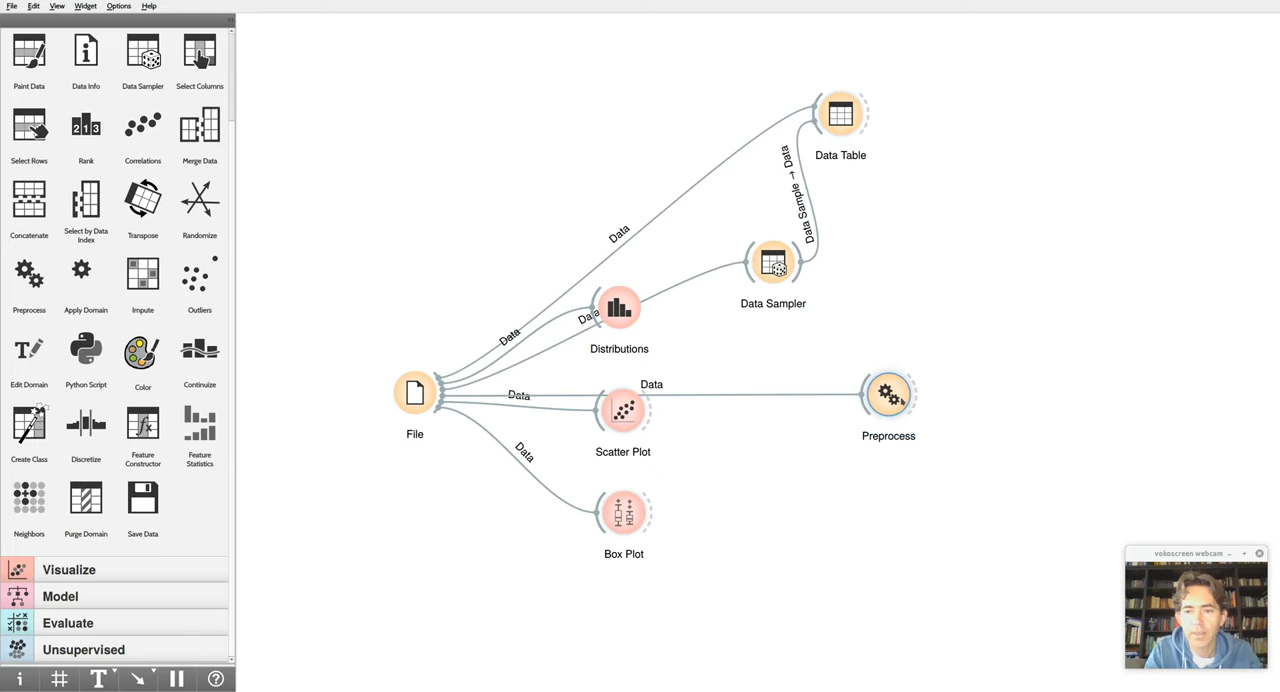 File Edit View Widget Options Help
Paint Data Data Info Data Sampler Select Columns
Select Rows Rank Correlations Merge Data
Concatenate Select by Data Index Transpose Randomize
Preprocess Apply Domain Impute Outliers
Edit Domain Python Script Color Continuize
Create Class Discretize Feature Constructor Feature Statistics
Neighbors Purge Domain Save Data
Visualize
Model
Evaluate
Unsupervised
Data Table
Data Sample → Data
Data
Data Sampler
Data
Data
Distributions
Data
Data
File
Scatter Plot
Preprocess
Data
Box Plot
vokoscreen webcam